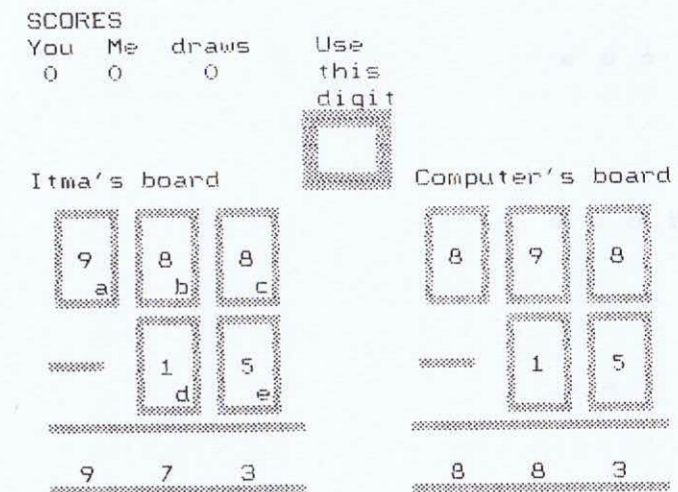 SCORES
You Me draws
0 0 0
Use
this
digit
Itma's board
9 8 8
a b c
1 5
d e
9 7 3
Computer's board
8 9 8
1 5
8 8 3